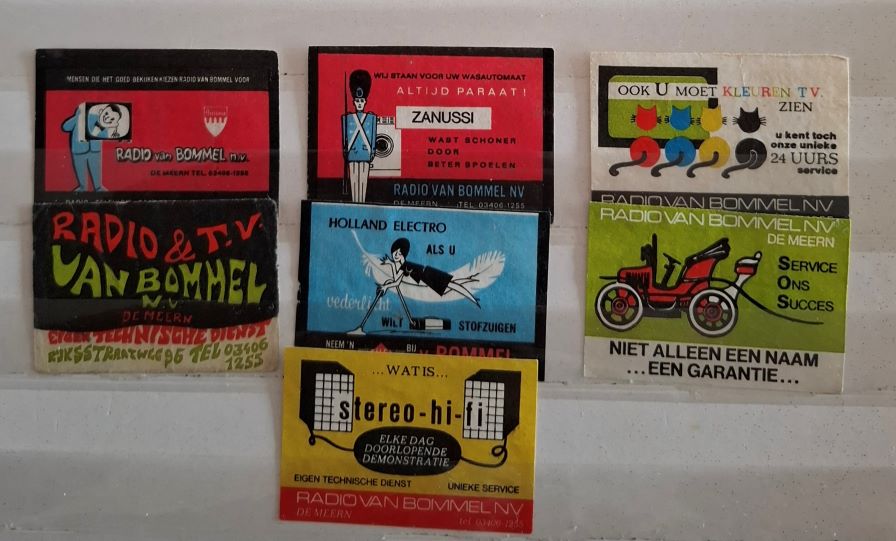 MENSEN DIE HET GOED BEKIJKEN KIEZEN RADIO VAN BOMMEL VOOR
RADIO van BOMMEL n.v.
DE MEERN TEL. 03406-1255
WIJ STAAN VOOR UW WASAUTOMAAT
ALTIJD PARAAT!
ZANUSSI
WAST SCHONER
DOOR
BETER SPOELEN
RADIO VAN BOMMEL NV
DE MEERN TEL. 03406-1255
OOK U MOET KLEUREN T.V.
ZIEN
u kent toch
onze unieke
24 UURS
service
RADIO VAN BOMMEL NV
RADIO & T.V.
VAN BOMMEL
N.V.
DE MEERN
EIGEN TECHNISCHE DIENST
RIJKSSTRAATWEG 95 TEL 03406
1255
HOLLAND ELECTRO
ALS U
vederlicht
WILT STOFZUIGEN
NEEM 'N BIJ
BOMMEL
RADIO VAN BOMMEL NV
DE MEERN
SERVICE
ONS
SUCCES
NIET ALLEEN EEN NAAM
...EEN GARANTIE...
...WAT IS...
stereo-hi-fi
ELKE DAG
DOORLOPENDE
DEMONSTRATIE
EIGEN TECHNISCHE DIENST UNIEKE SERVICE
RADIO VAN BOMMEL NV
DE MEERN tel 03406-1255